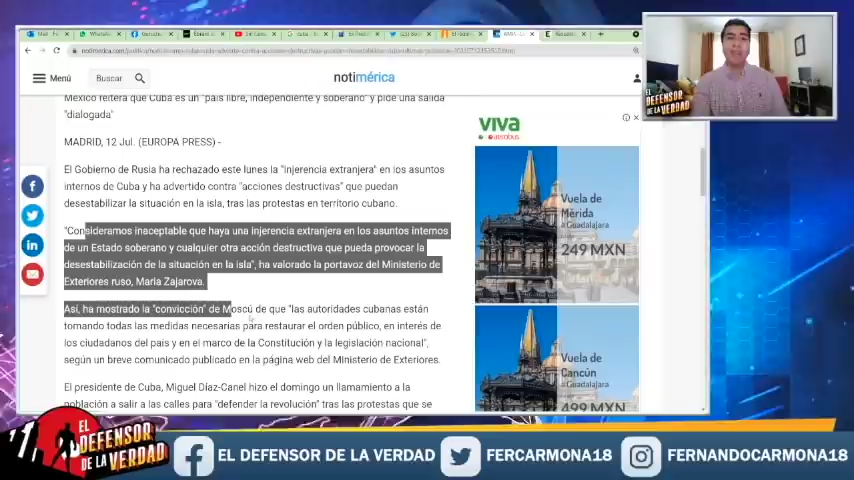 WhatsApp
Menú
Buscar
notimérica
México reitera que Cuba es un "país libre, independiente y soberano" y pide una salida
"dialogada"
MADRID, 12 Jul. (EUROPA PRESS) -
El Gobierno de Rusia ha rechazado este lunes la "injerencia extranjera" en los asuntos
internos de Cuba y ha advertido contra "acciones destructivas" que puedan
desestabilizar la situación en la isla, tras las protestas en territorio cubano.
"Consideramos inaceptable que haya una injerencia extranjera en los asuntos internos
de un Estado soberano y cualquier otra acción destructiva que pueda provocar la
desestabilización de la situación en la isla", ha valorado la portavoz del Ministerio de
Exteriores ruso, Maria Zajarova.
Así, ha mostrado la "convicción" de Moscú de que "las autoridades cubanas están
tomando todas las medidas necesarias para restaurar el orden público, en interés de
los ciudadanos del país y en el marco de la Constitución y la legislación nacional",
según un breve comunicado publicado en la página web del Ministerio de Exteriores.
El presidente de Cuba, Miguel Díaz-Canel hizo el domingo un llamamiento a la
población a salir a las calles para "defender la revolución" tras las protestas que se
viva
aerobus
Vuela de
Mérida
a Guadalajara
249 MXN
Vuela de
Cancún
a Guadalajara
499 MXN
EL
DEFENSOR
DE LA VERDAD
EL
DEFENSOR
DE LA VERDAD
EL DEFENSOR DE LA VERDAD
FERCARMONA18
FERNANDOCARMONA18